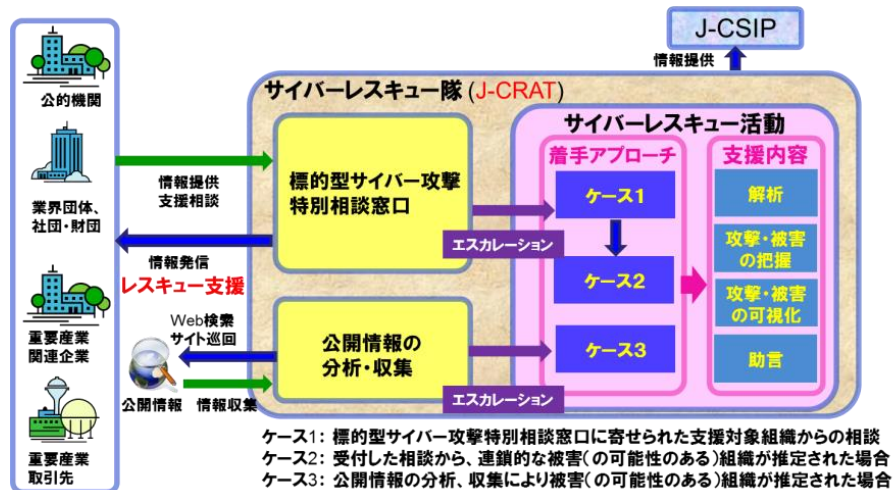 J-CSIP
情報提供
公的機関
業界団体、
社団・財団
重要産業
関連企業
重要産業
取引先
情報提供
支援相談
情報発信
レスキュー支援
Web検索
サイト巡回
公開情報 情報収集
サイバーレスキュー隊(J-CRAT)
標的型サイバー攻撃
特別相談窓口
エスカレーション
公開情報の
分析・収集
エスカレーション
サイバーレスキュー活動
着手アプローチ
ケース1
ケース2
ケース3
支援内容
解析
攻撃・被害
の把握
攻撃・被害
の可視化
助言
ケース1: 標的型サイバー攻撃特別相談窓口に寄せられた支援対象組織からの相談
ケース2: 受付した相談から、連鎖的な被害(の可能性のある)組織が推定された場合
ケース3: 公開情報の分析、収集により被害(の可能性のある)組織が推定された場合